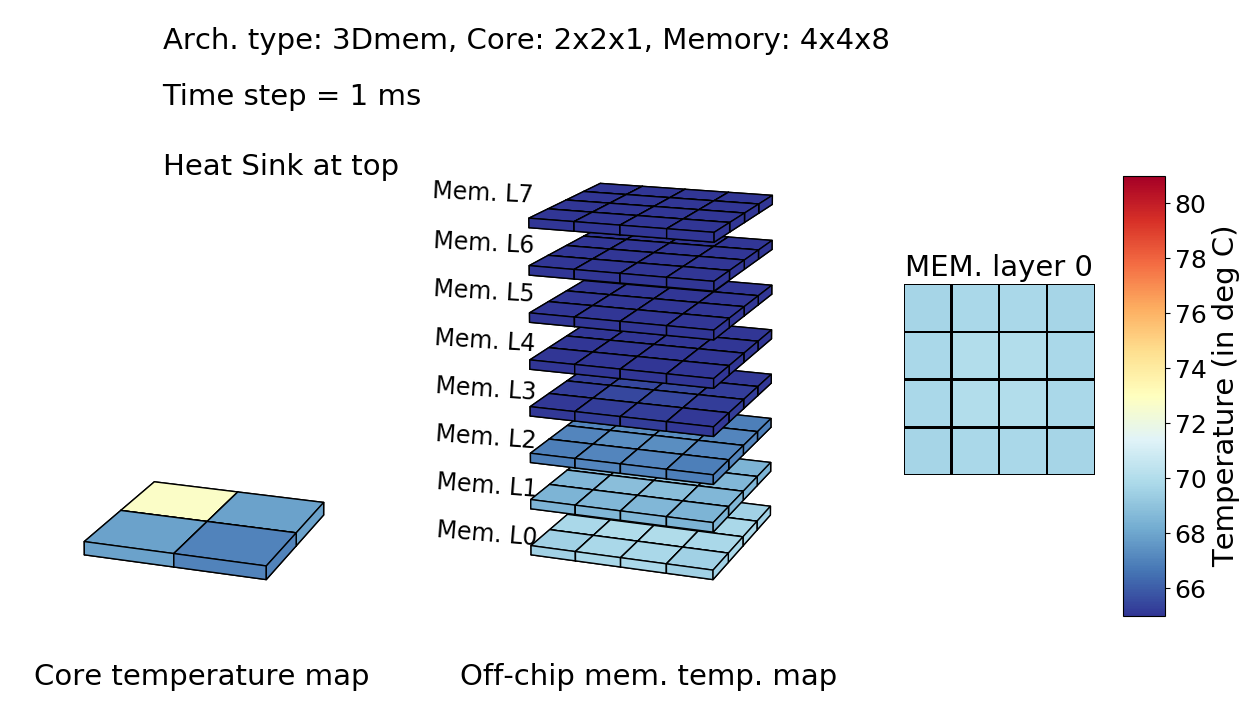 Arch. type: 3Dmem, Core: 2x2x1, Memory: 4x4x8
Time step = 1 ms
Heat Sink at top
Mem. L7
Mem. L6
Mem. L5
Mem. L4
Mem. L3
Mem. L2
Mem. L1
Mem. L0
MEM. layer 0
80
78
76
74
72
70
68
66
Temperature (in deg C)
Core temperature map
Off-chip mem. temp. map